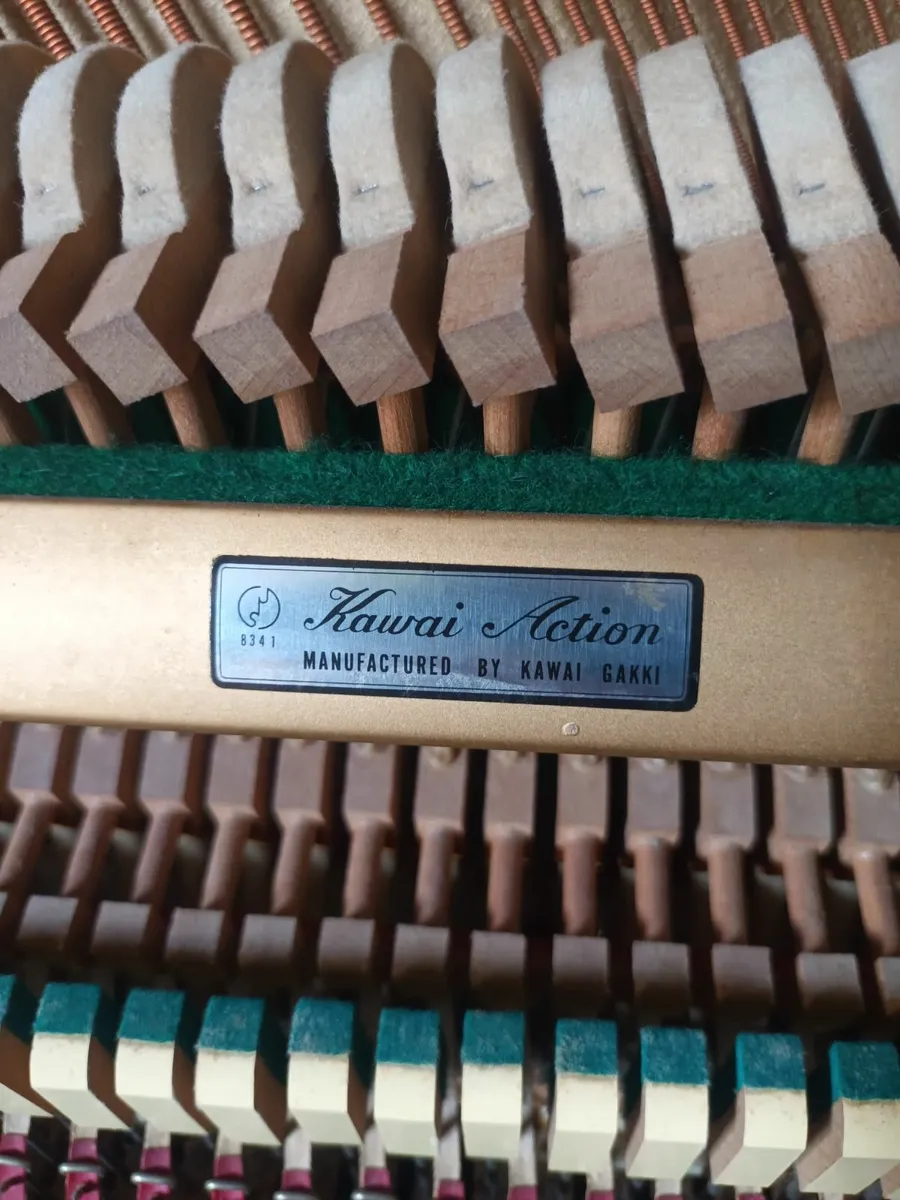 Kawai Action
8341
MANUFACTURED BY KAWAI GAKKI